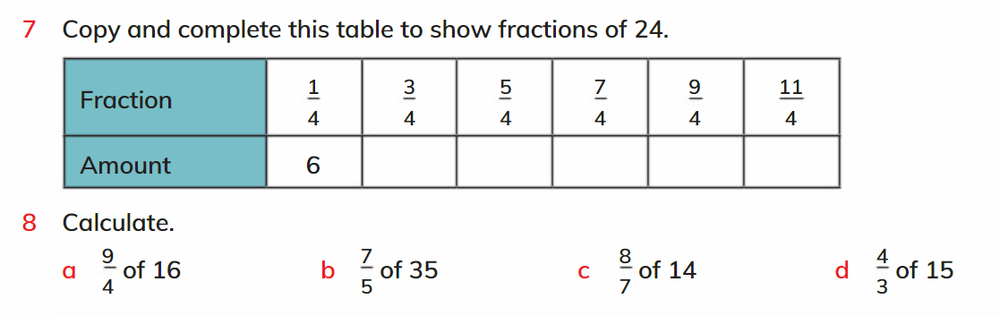 7 Copy and complete this table to show fractions of 24.
Fraction 1/4 3/4 5/4 7/4 9/4 11/4
Amount 6
8 Calculate.
a 9/4 of 16 b 7/5 of 35 c 8/7 of 14 d 4/3 of 15